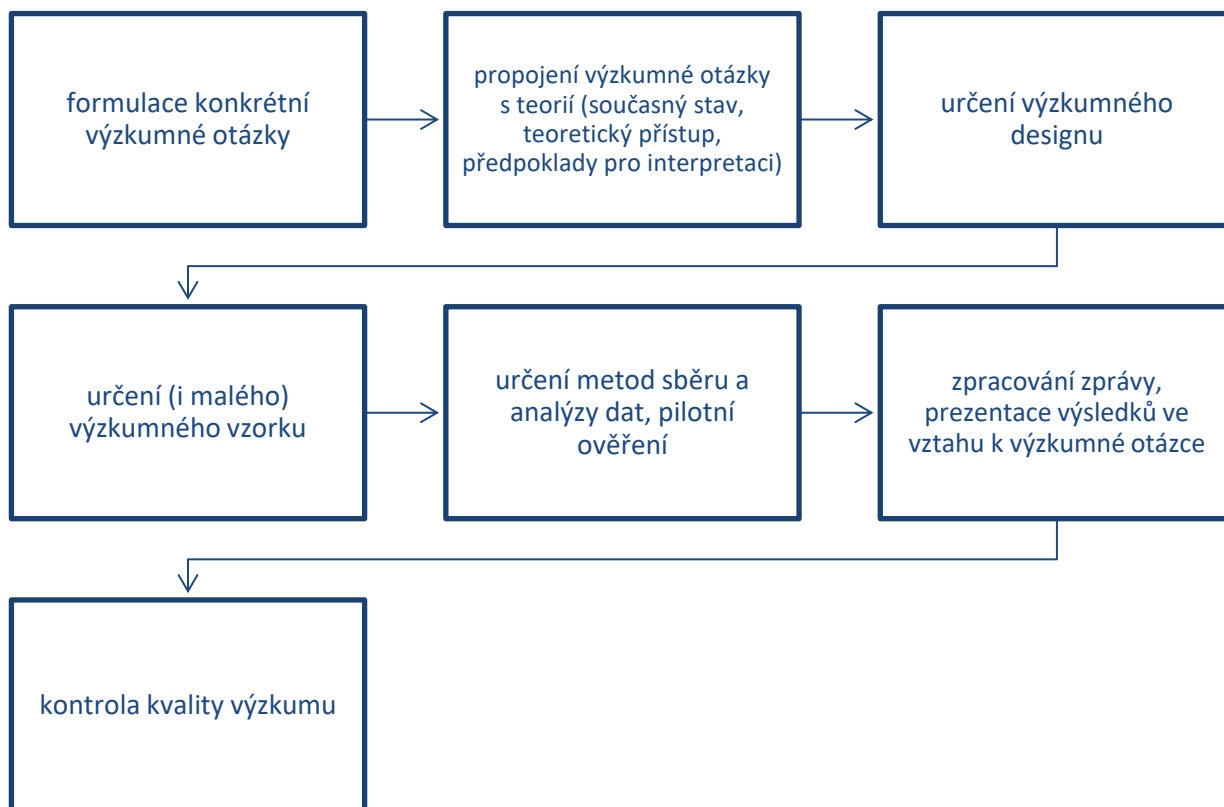 formulace konkrétní
výzkumné otázky
propojení výzkumné otázky
s teorií (současný stav,
teoretický přístup,
předpoklady pro interpretaci)
určení výzkumného
designu
určení (i malého)
výzkumného vzorku
určení metod sběru a
analýzy dat, pilotní
ověření
zpracování zprávy,
prezentace výsledků ve
vztahu k výzkumné otázce
kontrola kvality výzkumu